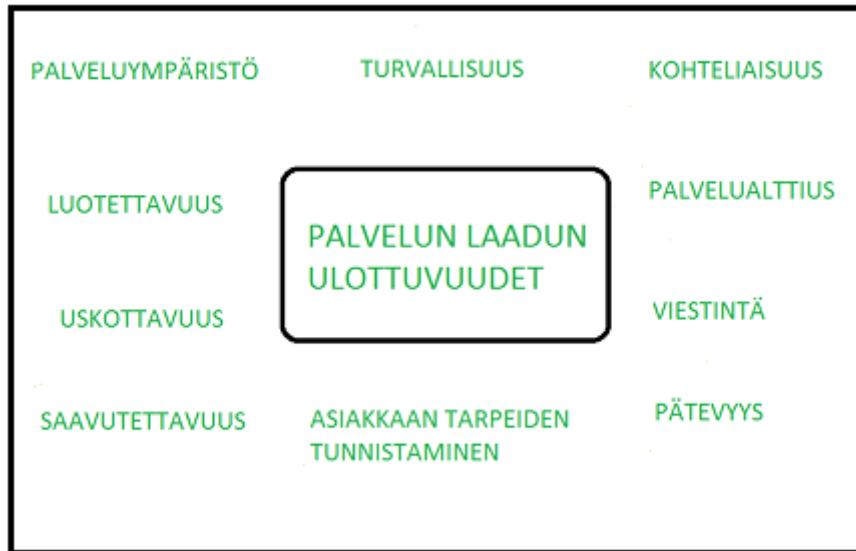 PALVELUYMPÄRISTÖ
TURVALLISUUS
KOHTELIAISUUS
LUOTETTAVUUS
PALVELUALTTIUS
PALVELUN LAADUN
ULOTTUVUUDET
USKOTTAVUUS
VIESTINTÄ
SAAVUTETTAVUUS
ASIAKKAAN TARPEIDEN
TUNNISTAMINEN
PÄTEVYYS